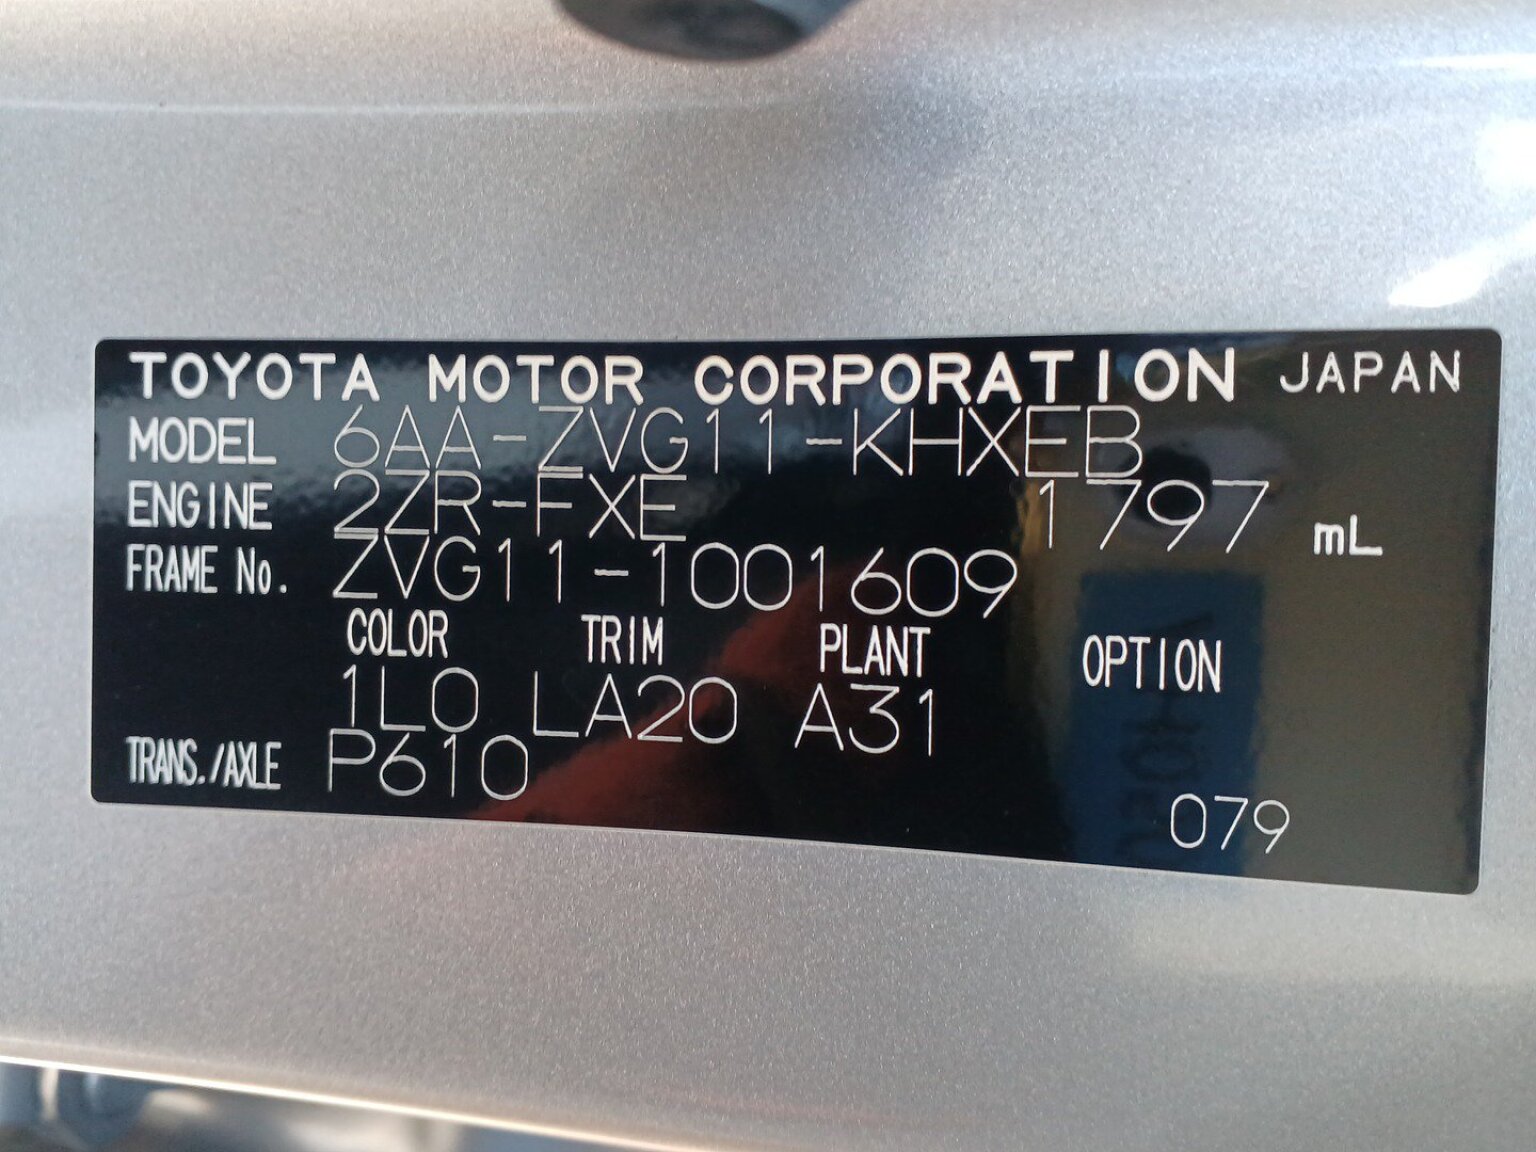 TOYOTA MOTOR CORPORATION JAPAN
MODEL 6AA-ZVG11-KHXEB
ENGINE 2ZR-FXE 1797 mL
FRAME No. ZVG11-1001609
COLOR TRIM PLANT OPTION
1L0 LA20 A31
TRANS./AXLE P610
079